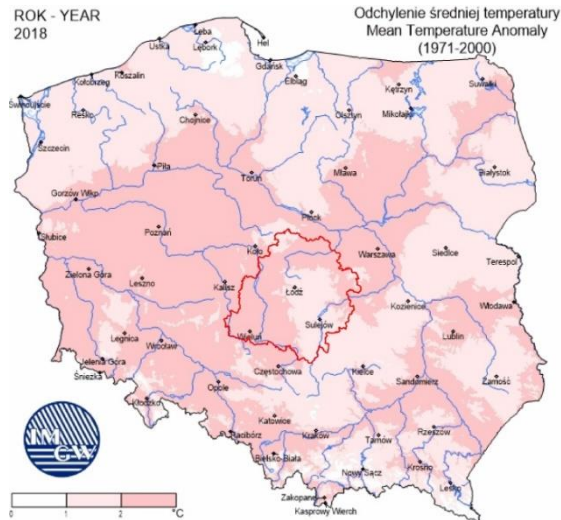 ROK - YEAR
2018
Odchylenie średniej temperatury
Mean Temperature Anomaly
(1971-2000)
Łeba
Ustka
Lębork
Hel
Gdańsk
Koszalin
Kołobrzeg
Elbląg
Kętrzyn
Suwałki
Świnoujście
Resko
Chojnice
Olsztyn
Mikołajki
Szczecin
Piła
Toruń
Mława
Białystok
Gorzów Wlkp.
Płock
Słubice
Poznań
Koło
Warszawa
Siedlce
Terespol
Zielona Góra
Leszno
Kalisz
Łódź
Kozienice
Włodawa
Sulejów
Legnica
Wrocław
Wieluń
Lublin
Jelenia Góra
Śnieżka
Częstochowa
Kielce
Sandomierz
Zamość
Opole
Kłodzko
Katowice
Racibórz
Kraków
Tarnów
Rzeszów
Bielsko-Biała
Nowy Sącz
Krosno
Lesko
Zakopane
Kasprowy Wierch
IM
GW
0 1 2 °C